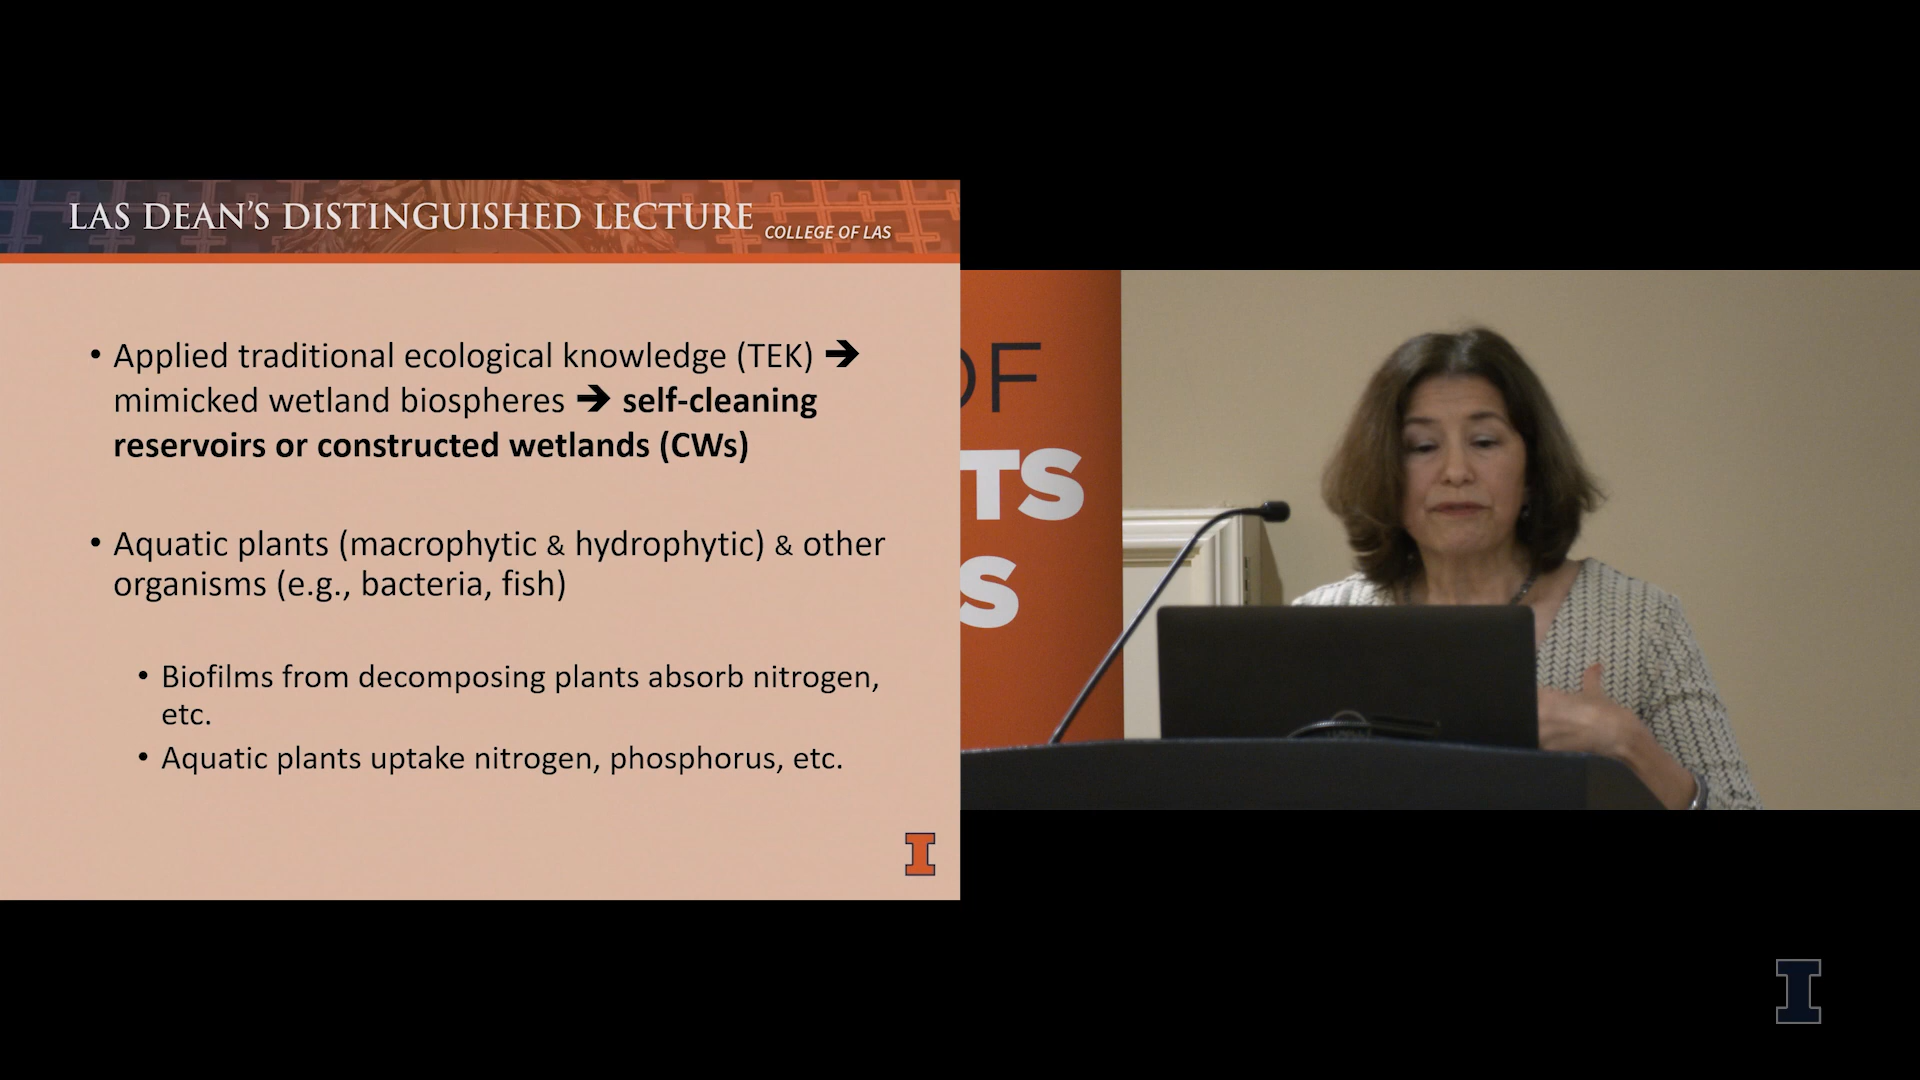 LAS DEAN'S DISTINGUISHED LECTURE COLLEGE OF LAS
• Applied traditional ecological knowledge (TEK) ➔
mimicked wetland biospheres ➔ self-cleaning
reservoirs or constructed wetlands (CWs)
• Aquatic plants (macrophytic & hydrophytic) & other
organisms (e.g., bacteria, fish)
• Biofilms from decomposing plants absorb nitrogen,
etc.
• Aquatic plants uptake nitrogen, phosphorus, etc.
I
OF
TS
S
I